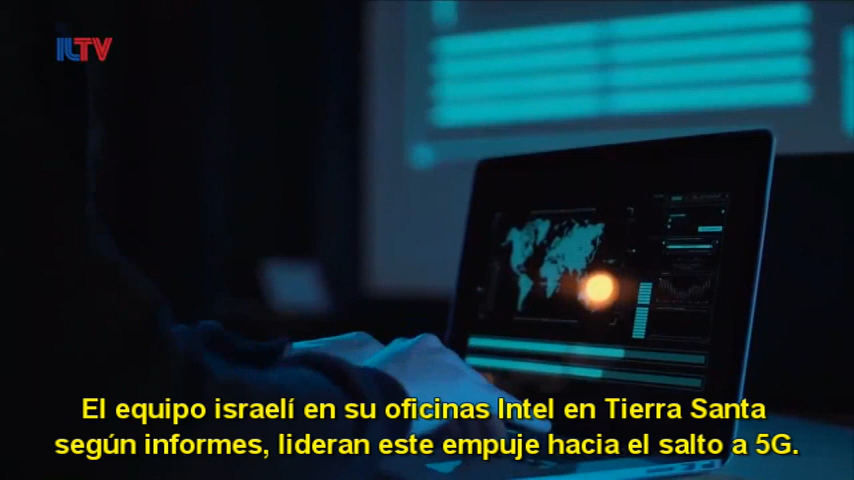 ILTV
El equipo israelí en su oficinas Intel en Tierra Santa
según informes, lideran este empuje hacia el salto a 5G.